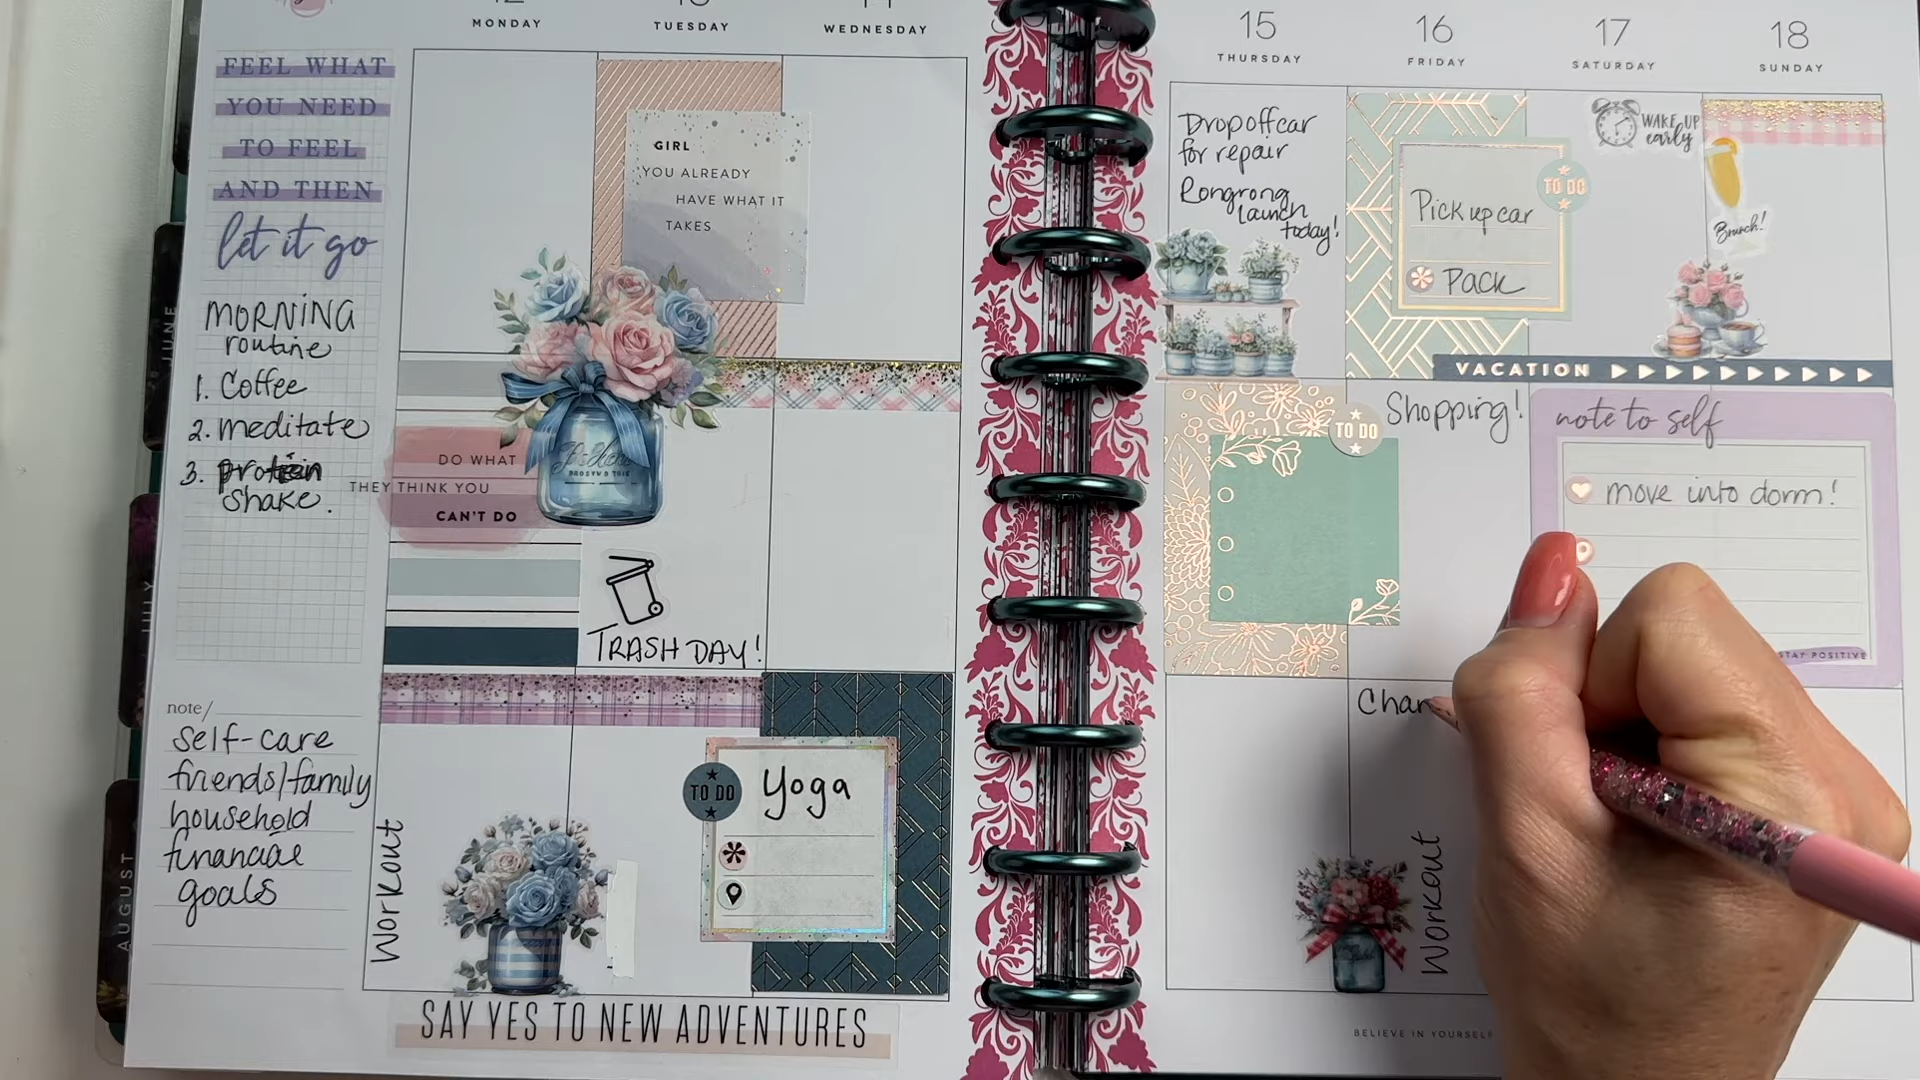 MONDAY
TUESDAY
WEDNESDAY
15
THURSDAY
16
FRIDAY
17
SATURDAY
18
SUNDAY
FEEL WHAT
YOU NEED
TO FEEL
AND THEN
let it go
MORNING
routine
1. Coffee
2. meditate
3. protein
shake.
note/
self-care
friends/family
household
financial
goals
GIRL
YOU ALREADY
HAVE WHAT IT
TAKES
DO WHAT
THEY THINK YOU
CAN'T DO
TRASH DAY!
Workout
TO DO
Yoga
SAY YES TO NEW ADVENTURES
Drop off car
for repair
Rongrong
launch
today!
TO DO
Pick up car
PACK
WAKE UP
early
Brunch!
VACATION
TO DO
Shopping!
note to self
move into dorm!
STAY POSITIVE
Chan
Workout
BELIEVE IN YOURSELF
JUNE
JULY
AUGUST